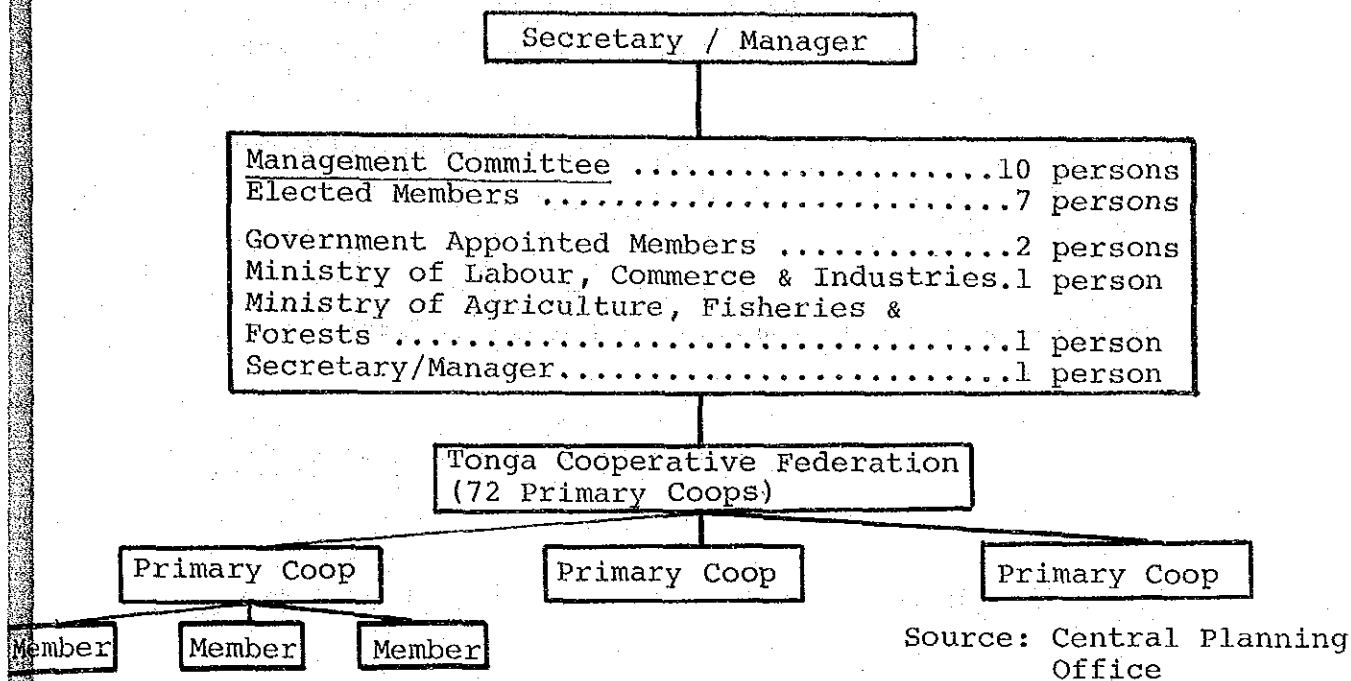 Secretary / Manager
Management Committee ....................10 persons
Elected Members ..........................7 persons
Government Appointed Members .............2 persons
Ministry of Labour, Commerce & Industries.1 person
Ministry of Agriculture, Fisheries &
Forests ..................................1 person
Secretary/Manager.........................1 person
Tonga Cooperative Federation
(72 Primary Coops)
Primary Coop Primary Coop Primary Coop
Member Member Member
Source: Central Planning
Office